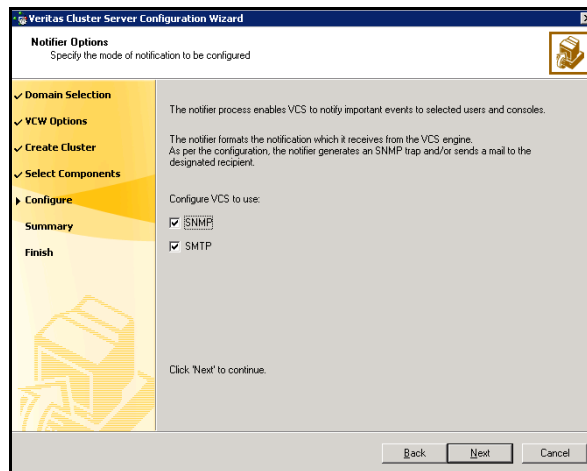 Veritas Cluster Server Configuration Wizard
Notifier Options
Specify the mode of notification to be configured
Domain Selection
VCW Options
Create Cluster
Select Components
Configure
Summary
Finish
The notifier process enables VCS to notify important events to selected users and consoles.
The notifier formats the notification which it receives from the VCS engine.
As per the configuration, the notifier generates an SNMP trap and/or sends a mail to the
designated recipient.
Configure VCS to use:
SNMP
SMTP
Click 'Next' to continue.
Back
Next
Cancel